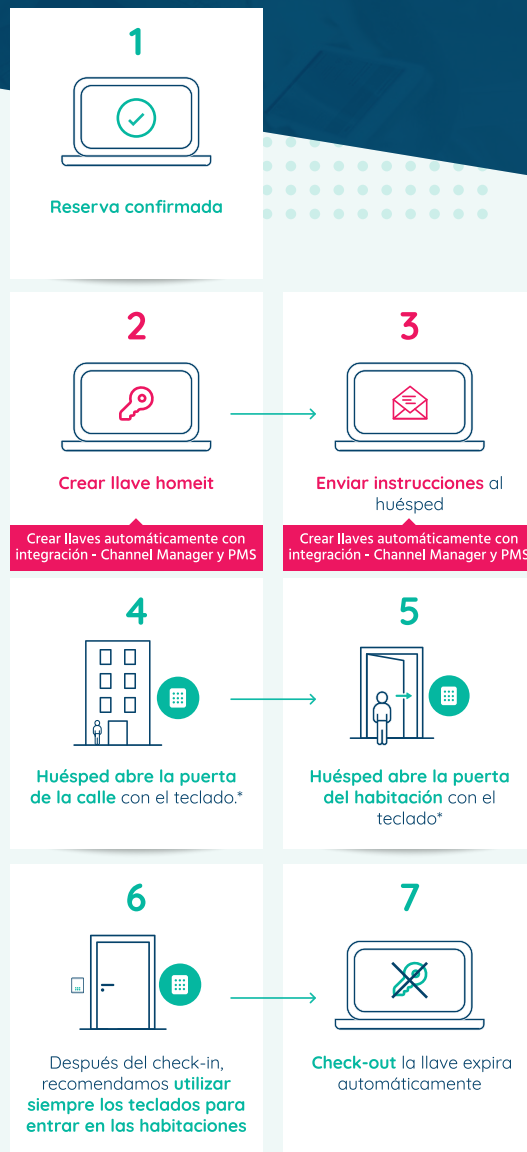 1
Reserva confirmada
2
Crear llave homeit
Crear llaves automáticamente con
integración - Channel Manager y PMS
3
Enviar instrucciones al
huésped
Crear llaves automáticamente con
integración - Channel Manager y PMS
4
Huésped abre la puerta
de la calle con el teclado.*
5
Huésped abre la puerta
del habitación con el
teclado*
6
Después del check-in,
recomendamos utilizar
siempre los teclados para
entrar en las habitaciones
7
Check-out la llave expira
automáticamente